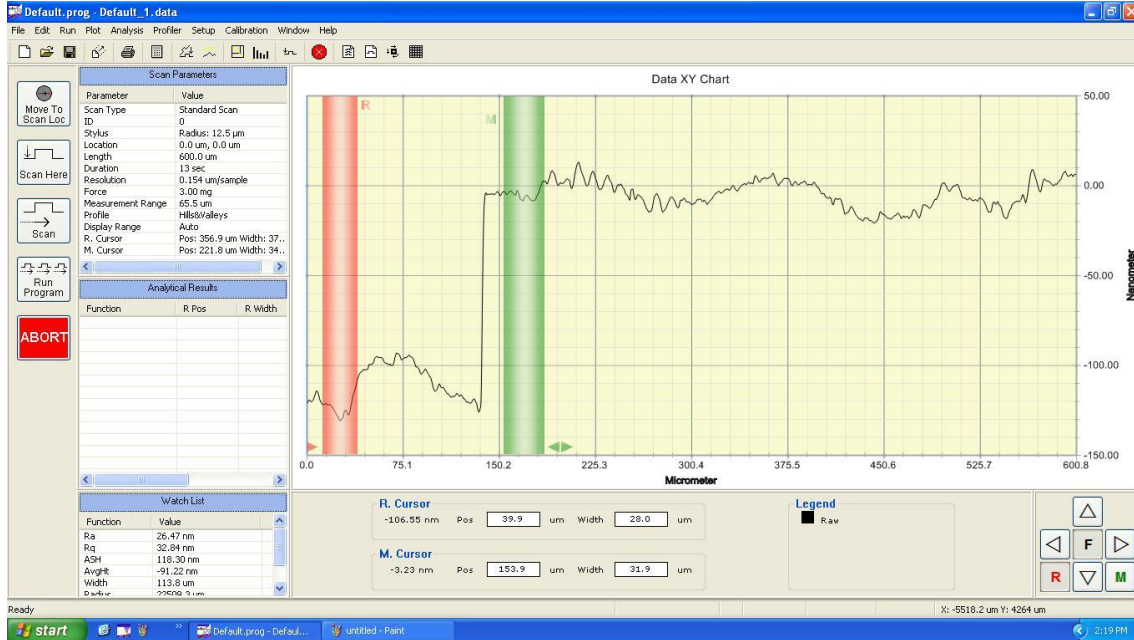 Default.prog - Default_1.data
File Edit Run Plot Analysis Profiler Setup Calibration Window Help
Move To Scan Loc
Scan Here
Scan
Run Program
ABORT
Scan Parameters
Parameter Value
Scan Type Standard Scan
ID 0
Stylus Radius: 12.5 µm
Location 0.0 um, 0.0 um
Length 600.0 um
Duration 13 sec
Resolution 0.154 um/sample
Force 3.00 mg
Measurement Range 65.5 um
Profile Hills&Valleys
Display Range Auto
R. Cursor Pos: 356.9 um Width: 37..
M. Cursor Pos: 221.8 um Width: 34..
Analytical Results
Function R Pos R Width
Watch List
Function Value
Ra 26.47 nm
Rq 32.84 nm
ASH 118.30 nm
AvgHt -91.22 nm
Width 113.8 um
Radius 22509.3 um
Data XY Chart
R
M
50.00
0.00
-50.00
-100.00
-150.00
Nanometer
0.0 75.1 150.2 225.3 300.4 375.5 450.6 525.7 600.8
Micrometer
R. Cursor
-106.55 nm Pos 39.9 um Width 28.0 um
M. Cursor
-3.23 nm Pos 153.9 um Width 31.9 um
Legend
Raw
F
R M
Ready
X: -5518.2 um Y: 4264 um
start
Default.prog - Defaul...
untitled - Paint
2:19 PM